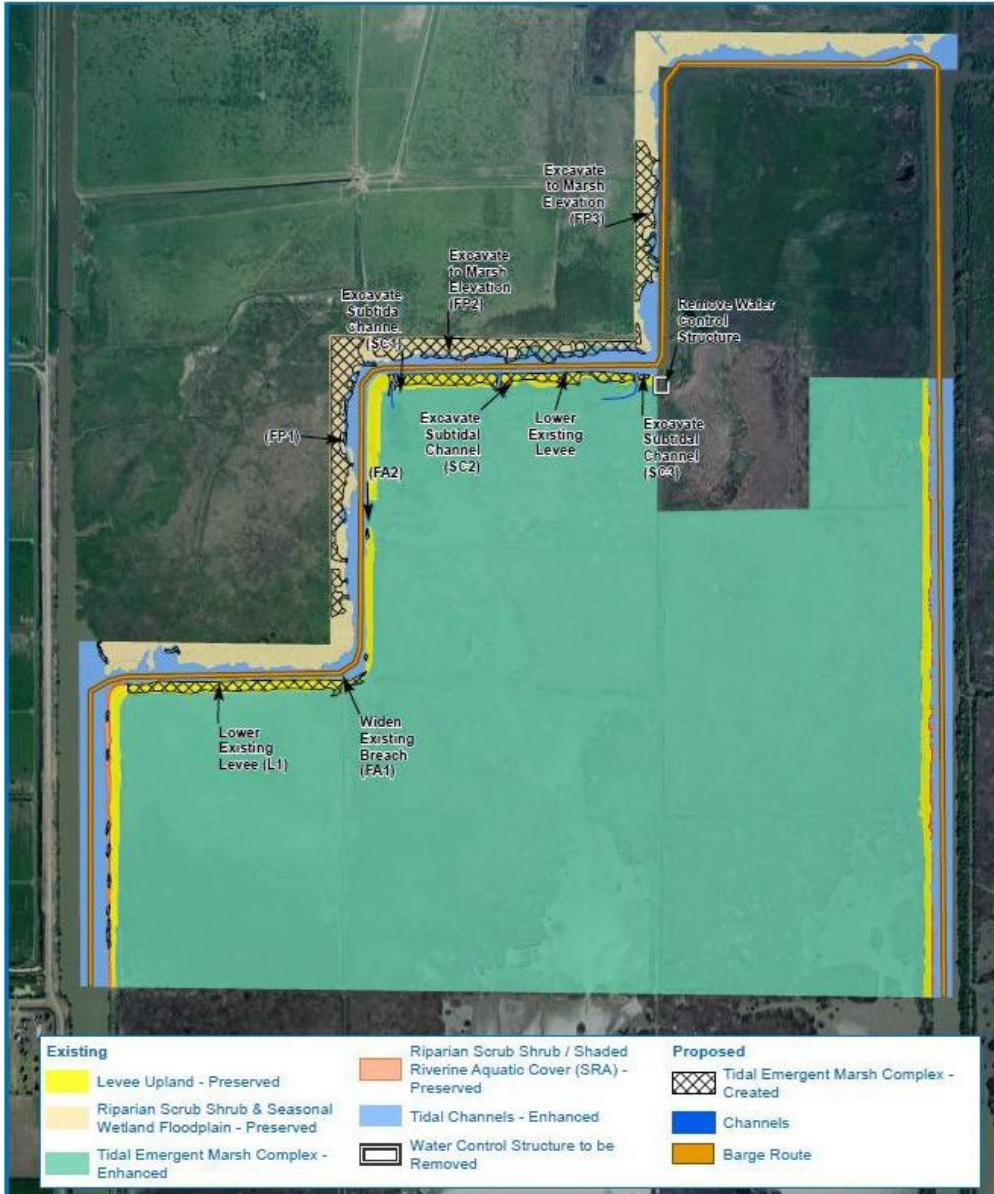 Excavate
to Marsh
Elevation
(FP3)
Excavate
to Marsh
Elevation
(FP2)
Excavate
Subtida
Channel
(SC1)
Remove Water
Control
Structure
(FP1)
(FA2)
Excavate
Subtidal
Channel
(SC2)
Lower
Existing
Levee
Excavate
Subtidal
Channel
(SC3)
Lower
Existing
Levee (L1)
Widen
Existing
Breach
(FA1)
Existing
Levee Upland - Preserved
Riparian Scrub Shrub & Seasonal
Wetland Floodplain - Preserved
Tidal Emergent Marsh Complex -
Enhanced
Riparian Scrub Shrub / Shaded
Riverine Aquatic Cover (SRA) -
Preserved
Tidal Channels - Enhanced
Water Control Structure to be
Removed
Proposed
Tidal Emergent Marsh Complex -
Created
Channels
Barge Route